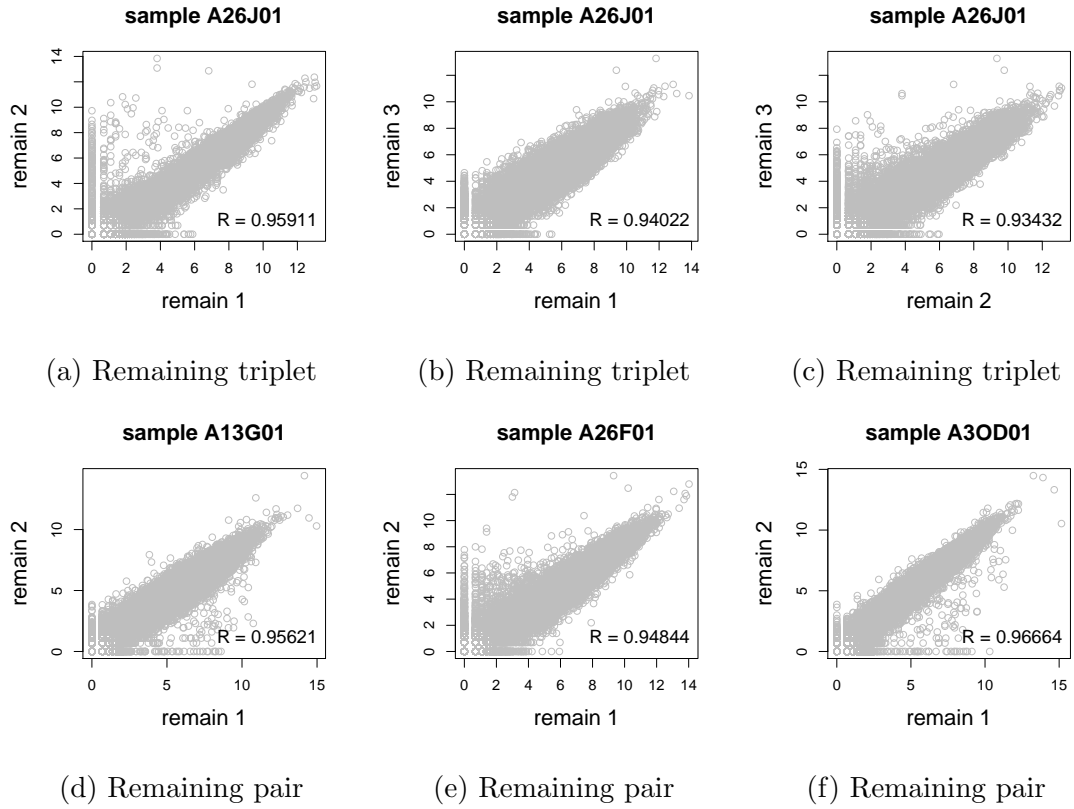 sample A26J01 sample A26J01 sample A26J01
14
10
8
6
4
2
0
remain 2
R = 0.95911
0 2 4 6 8 10 12
remain 1
10
8
6
4
2
0
remain 3
R = 0.94022
0 2 4 6 8 10 12 14
remain 1
10
8
6
4
2
0
remain 3
R = 0.93432
0 2 4 6 8 10 12
remain 2
(a) Remaining triplet (b) Remaining triplet (c) Remaining triplet
sample A13G01 sample A26F01 sample A3OD01
10
5
0
remain 2
R = 0.95621
0 5 10 15
remain 1
10
8
6
4
2
0
remain 2
R = 0.94844
0 2 4 6 8 10 12 14
remain 1
15
10
5
0
remain 2
R = 0.96664
0 5 10 15
remain 1
(d) Remaining pair (e) Remaining pair (f) Remaining pair